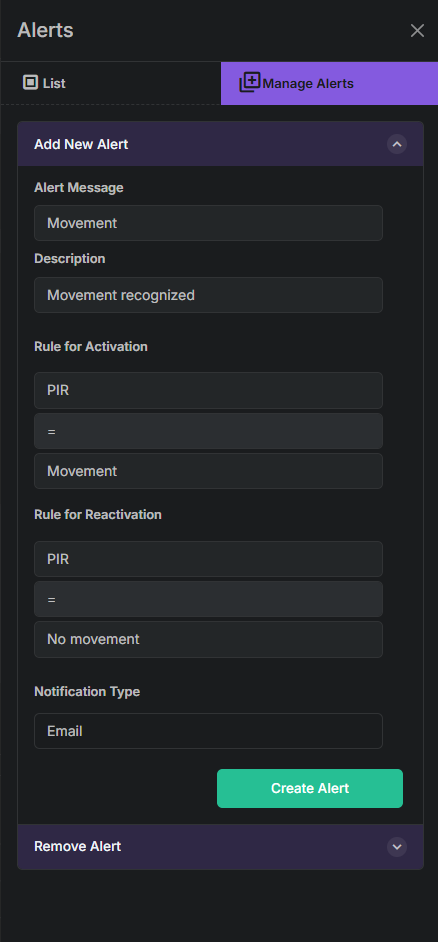 Alerts
List
Manage Alerts
Add New Alert
Alert Message
Movement
Description
Movement recognized
Rule for Activation
PIR
=
Movement
Rule for Reactivation
PIR
=
No movement
Notification Type
Email
Create Alert
Remove Alert